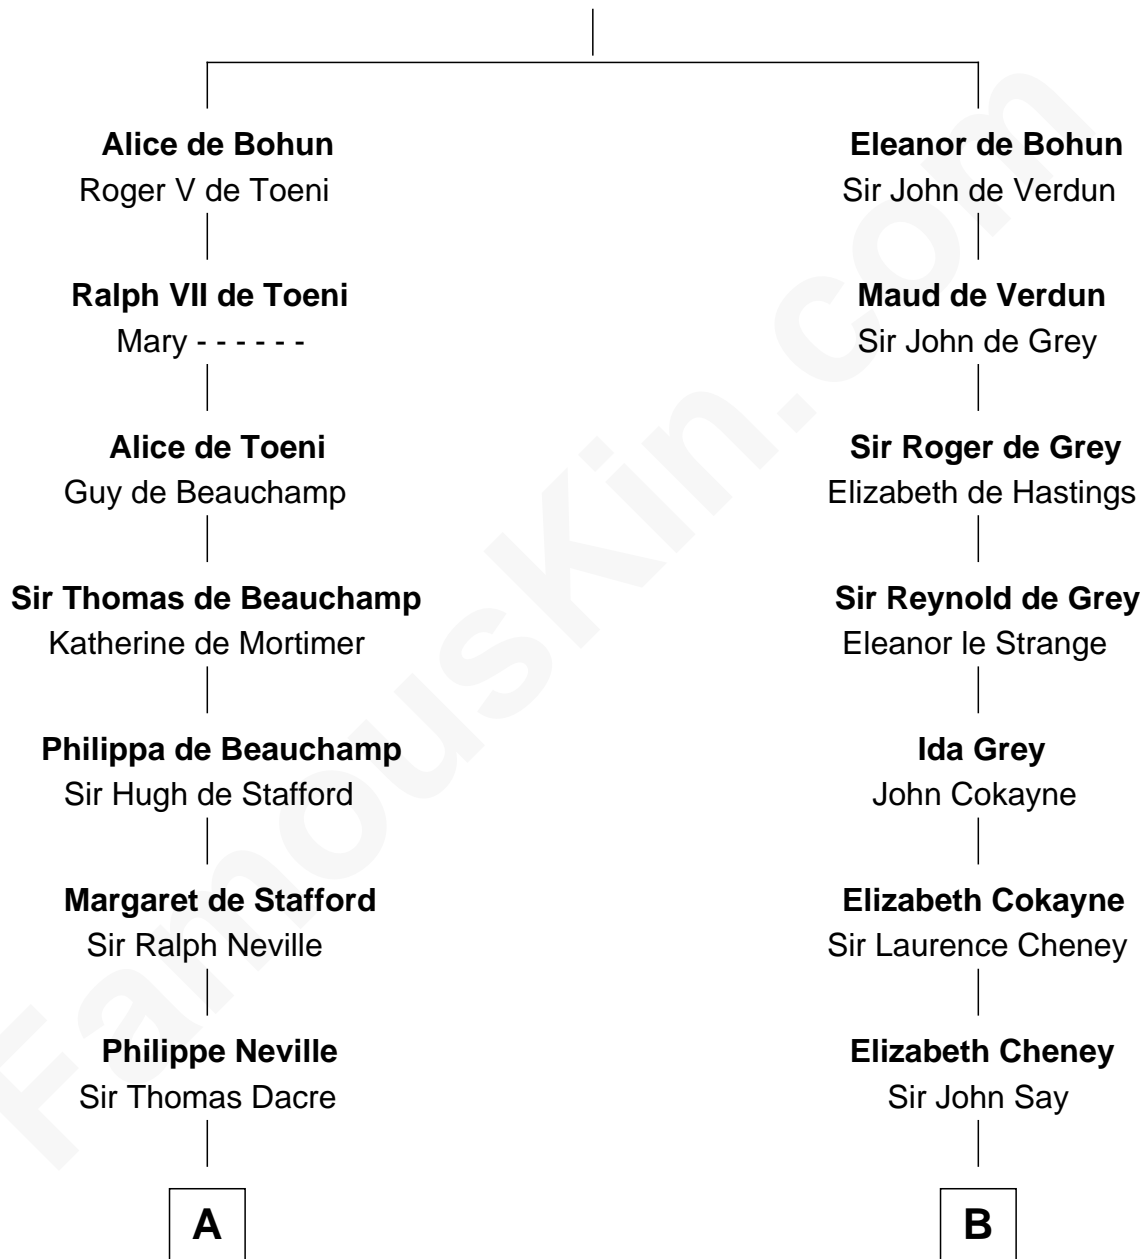 Alice de Bohun
Roger V de Toeni
Ralph VII de Toeni
Mary - - - - - -
Alice de Toeni
Guy de Beauchamp
Sir Thomas de Beauchamp
Katherine de Mortimer
Philippa de Beauchamp
Sir Hugh de Stafford
Margaret de Stafford
Sir Ralph Neville
Philippe Neville
Sir Thomas Dacre
A
Eleanor de Bohun
Sir John de Verdun
Maud de Verdun
Sir John de Grey
Sir Roger de Grey
Elizabeth de Hastings
Sir Reynold de Grey
Eleanor le Strange
Ida Grey
John Cokayne
Elizabeth Cokayne
Sir Laurence Cheney
Elizabeth Cheney
Sir John Say
B
FamousKin.com